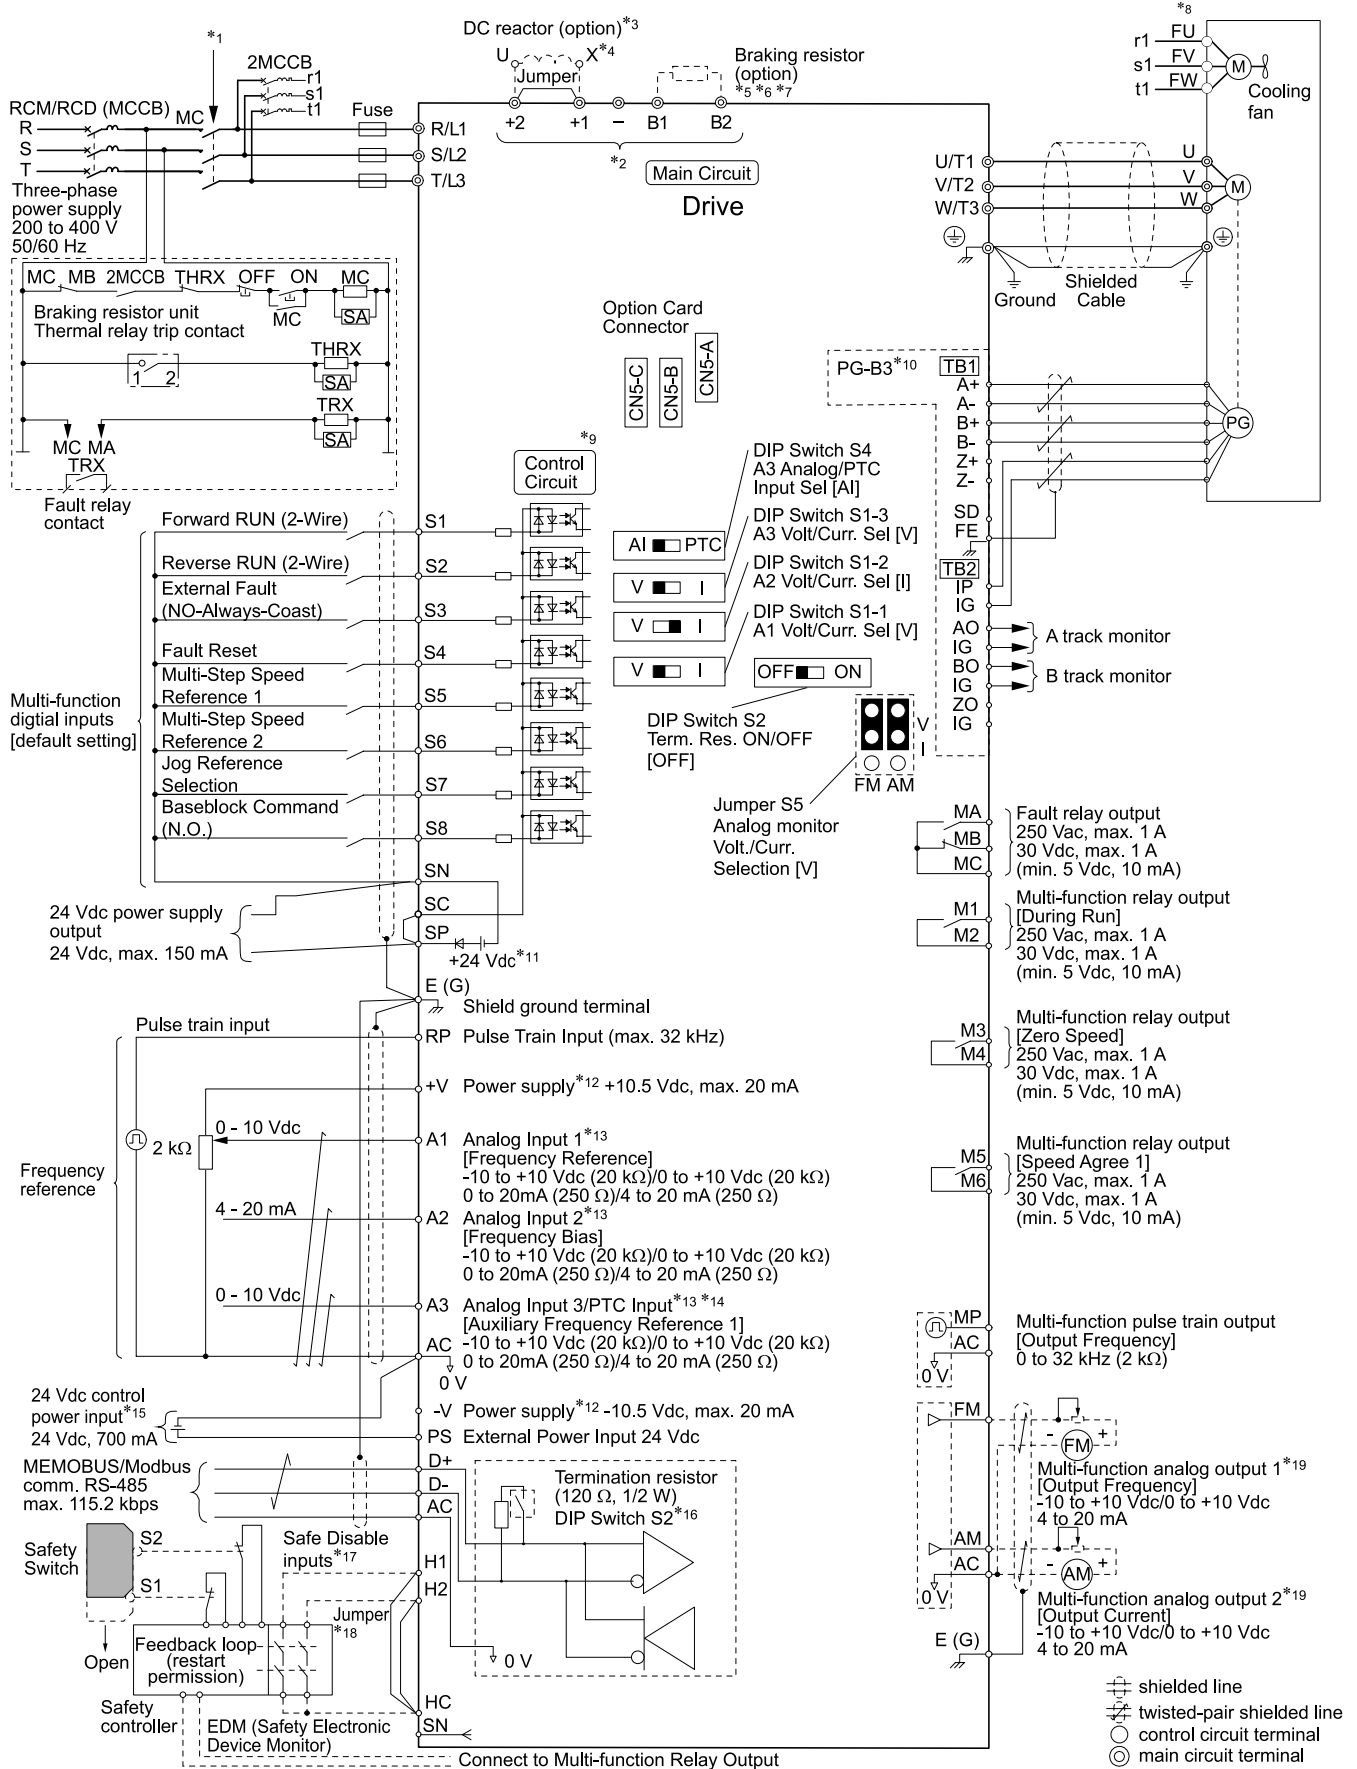 DC reactor (option)*3
U X*4
Jumper
Braking resistor
(option)
*5 *6 *7
+2 +1 − B1 B2
*2
Main Circuit
Drive
*1
2MCCB
r1
s1
t1
RCM/RCD (MCCB)
MC
Fuse
R
S
T
R/L1
S/L2
T/L3
Three-phase
power supply
200 to 400 V
50/60 Hz
*8
r1 FU
s1 FV
t1 FW
M
Cooling
fan
U/T1 U
V/T2 V
W/T3 W
M
Ground
Shielded
Cable
MC MB 2MCCB THRX OFF ON MC
MC
SA
Braking resistor unit
Thermal relay trip contact
1 2
THRX
SA
TRX
SA
MC MA
TRX
Fault relay
contact
Option Card
Connector
CN5-C
CN5-B
CN5-A
PG-B3*10
TB1
A+
A-
B+
B-
Z+
Z-
SD
FE
PG
TB2
IP
IG
AO
IG
BO
IG
ZO
IG
A track monitor
B track monitor
*9
Control
Circuit
DIP Switch S4
A3 Analog/PTC
Input Sel [AI]
DIP Switch S1-3
A3 Volt/Curr. Sel [V]
DIP Switch S1-2
A2 Volt/Curr. Sel [I]
DIP Switch S1-1
A1 Volt/Curr. Sel [V]
AI PTC
V I
V I
V I
OFF ON
DIP Switch S2
Term. Res. ON/OFF
[OFF]
V
I
FM AM
Jumper S5
Analog monitor
Volt./Curr.
Selection [V]
Multi-function
digtial inputs
[default setting]
Forward RUN (2-Wire)
S1
Reverse RUN (2-Wire)
S2
External Fault
(NO-Always-Coast)
S3
Fault Reset
S4
Multi-Step Speed
Reference 1
S5
Multi-Step Speed
Reference 2
S6
Jog Reference
Selection
S7
Baseblock Command
(N.O.)
S8
SN
SC
SP
24 Vdc power supply
output
24 Vdc, max. 150 mA
+24 Vdc*11
E (G)
Shield ground terminal
MA
MB
MC
Fault relay output
250 Vac, max. 1 A
30 Vdc, max. 1 A
(min. 5 Vdc, 10 mA)
M1
M2
Multi-function relay output
[During Run]
250 Vac, max. 1 A
30 Vdc, max. 1 A
(min. 5 Vdc, 10 mA)
M3
M4
Multi-function relay output
[Zero Speed]
250 Vac, max. 1 A
30 Vdc, max. 1 A
(min. 5 Vdc, 10 mA)
M5
M6
Multi-function relay output
[Speed Agree 1]
250 Vac, max. 1 A
30 Vdc, max. 1 A
(min. 5 Vdc, 10 mA)
Frequency
reference
Pulse train input
RP Pulse Train Input (max. 32 kHz)
+V Power supply*12 +10.5 Vdc, max. 20 mA
2 kΩ
0 - 10 Vdc
A1 Analog Input 1*13
[Frequency Reference]
-10 to +10 Vdc (20 kΩ)/0 to +10 Vdc (20 kΩ)
0 to 20mA (250 Ω)/4 to 20 mA (250 Ω)
4 - 20 mA
A2 Analog Input 2*13
[Frequency Bias]
-10 to +10 Vdc (20 kΩ)/0 to +10 Vdc (20 kΩ)
0 to 20mA (250 Ω)/4 to 20 mA (250 Ω)
0 - 10 Vdc
A3 Analog Input 3/PTC Input*13 *14
[Auxiliary Frequency Reference 1]
AC -10 to +10 Vdc (20 kΩ)/0 to +10 Vdc (20 kΩ)
0 to 20mA (250 Ω)/4 to 20 mA (250 Ω)
0 V
24 Vdc control
power input*15
24 Vdc, 700 mA
-V Power supply*12 -10.5 Vdc, max. 20 mA
PS External Power Input 24 Vdc
MEMOBUS/Modbus
comm. RS-485
max. 115.2 kbps
D+
D-
AC
Termination resistor
(120 Ω, 1/2 W)
DIP Switch S2*16
0 V
Safety
Switch
S2
S1
Open
Safe Disable
inputs*17
H1
H2
Jumper
*18
Feedback loop
(restart
permission)
Safety
controller
EDM (Safety Electronic
Device Monitor)
HC
SN
Connect to Multi-function Relay Output
MP
AC
0 V
Multi-function pulse train output
[Output Frequency]
0 to 32 kHz (2 kΩ)
FM
- +
FM
Multi-function analog output 1*19
[Output Frequency]
-10 to +10 Vdc/0 to +10 Vdc
4 to 20 mA
AM
AC
0 V
- +
AM
Multi-function analog output 2*19
[Output Current]
-10 to +10 Vdc/0 to +10 Vdc
4 to 20 mA
E (G)
shielded line
twisted-pair shielded line
control circuit terminal
main circuit terminal